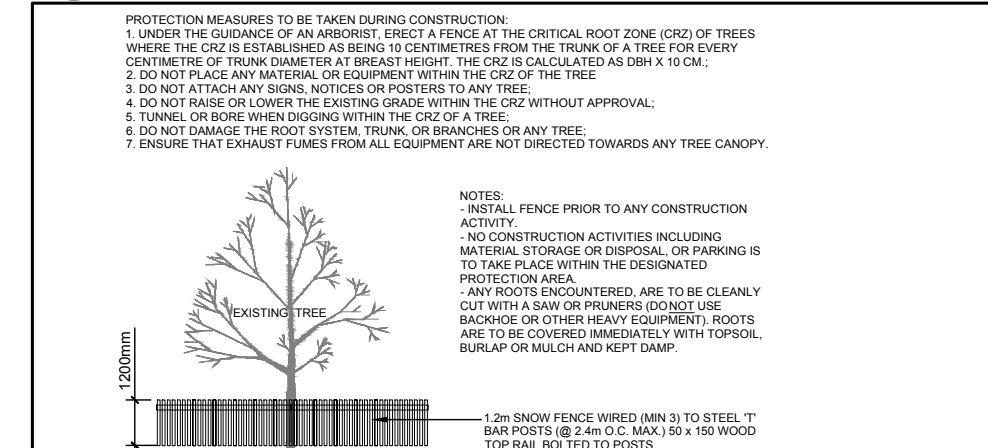 PROTECTION MEASURES TO BE TAKEN DURING CONSTRUCTION:
1. UNDER THE GUIDANCE OF AN ARBORIST, ERECT A FENCE AT THE CRITICAL ROOT ZONE (CRZ) OF TREES
WHERE THE CRZ IS ESTABLISHED AS BEING 10 CENTIMETRES FROM THE TRUNK OF A TREE FOR EVERY
CENTIMETRE OF TRUNK DIAMETER AT BREAST HEIGHT. THE CRZ IS CALCULATED AS DBH X 10 CM.;
2. DO NOT PLACE ANY MATERIAL OR EQUIPMENT WITHIN THE CRZ OF THE TREE
3. DO NOT ATTACH ANY SIGNS, NOTICES OR POSTERS TO ANY TREE;
4. DO NOT RAISE OR LOWER THE EXISTING GRADE WITHIN THE CRZ WITHOUT APPROVAL;
5. TUNNEL OR BORE WHEN DIGGING WITHIN THE CRZ OF A TREE;
6. DO NOT DAMAGE THE ROOT SYSTEM, TRUNK, OR BRANCHES OR ANY TREE;
7. ENSURE THAT EXHAUST FUMES FROM ALL EQUIPMENT ARE NOT DIRECTED TOWARDS ANY TREE CANOPY.
NOTES:
- INSTALL FENCE PRIOR TO ANY CONSTRUCTION
ACTIVITY.
- NO CONSTRUCTION ACTIVITIES INCLUDING
MATERIAL STORAGE OR DISPOSAL, OR PARKING IS
TO TAKE PLACE WITHIN THE DESIGNATED
PROTECTION AREA.
- ANY ROOTS ENCOUNTERED, ARE TO BE CLEANLY
CUT WITH A SAW OR PRUNERS (DO NOT USE
BACKHOE OR OTHER HEAVY EQUIPMENT). ROOTS
ARE TO BE COVERED IMMEDIATELY WITH TOPSOIL,
BURLAP OR MULCH AND KEPT DAMP.
EXISTING TREE
1200mm
1.2m SNOW FENCE WIRED (MIN 3) TO STEEL 'T'
BAR POSTS (@ 2.4m O.C. MAX.) 50 x 150 WOOD
TOP RAIL BOLTED TO POSTS.